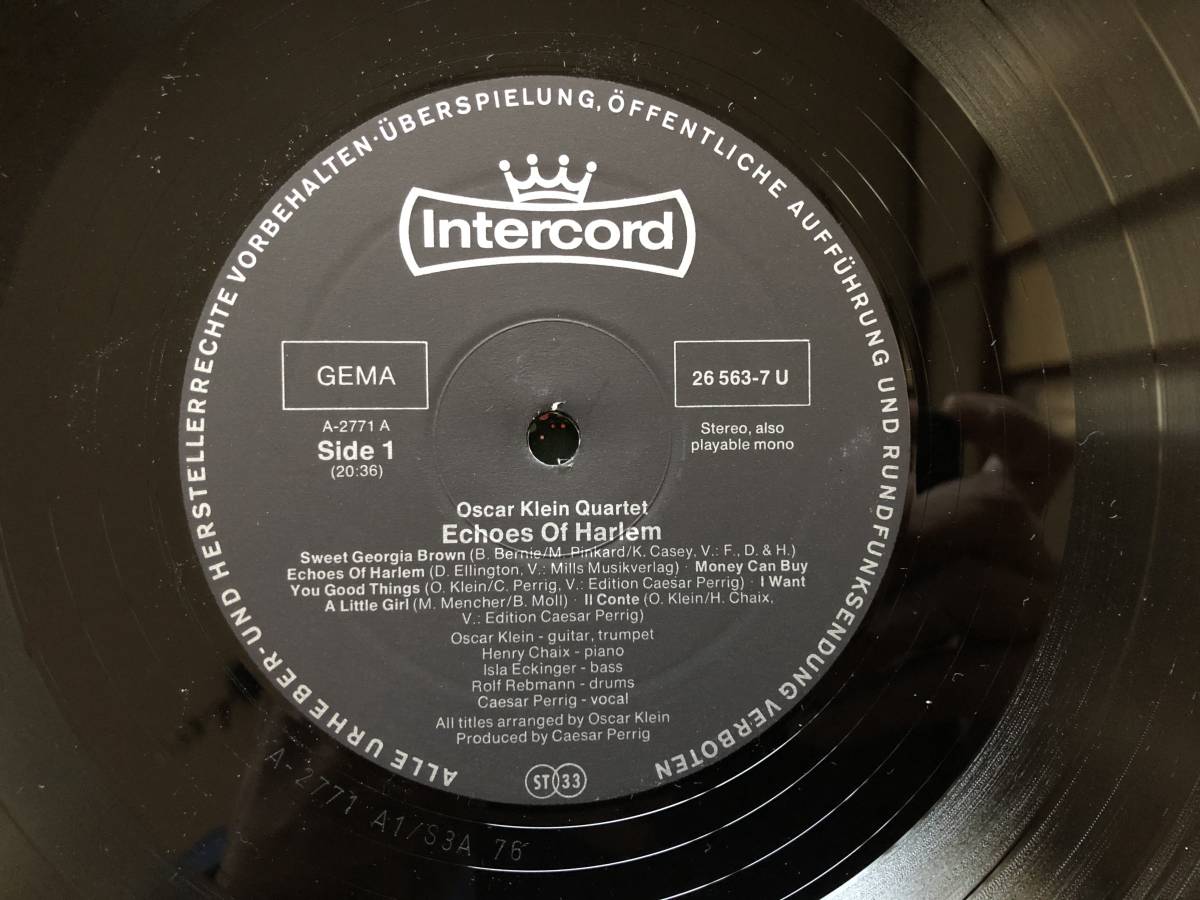 ALLE URHEBER- UND HERSTELLERRECHTE VORBEHALTEN · ÜBERSPIELUNG, ÖFFENTLICHE AUFFÜHRUNG UND RUNDFUNKSENDUNG VERBOTEN
Intercord
GEMA
A-2771 A
Side 1
(20:36)
26 563-7 U
Stereo, also
playable mono
Oscar Klein Quartet
Echoes Of Harlem
Sweet Georgia Brown (B. Bernie/M. Pinkard/K. Casey, V.: F., D. & H.)
Echoes Of Harlem (D. Ellington, V.: Mills Musikverlag) · Money Can Buy
You Good Things (O. Klein/C. Perrig, V.: Edition Caesar Perrig) · I Want
A Little Girl (M. Mencher/B. Moll) · Il Conte (O. Klein/H. Chaix,
V.: Edition Caesar Perrig)
Oscar Klein - guitar, trumpet
Henry Chaix - piano
Isla Eckinger - bass
Rolf Rebmann - drums
Caesar Perrig - vocal
All titles arranged by Oscar Klein
Produced by Caesar Perrig
ST 33
A-2771 A1/S3A 76